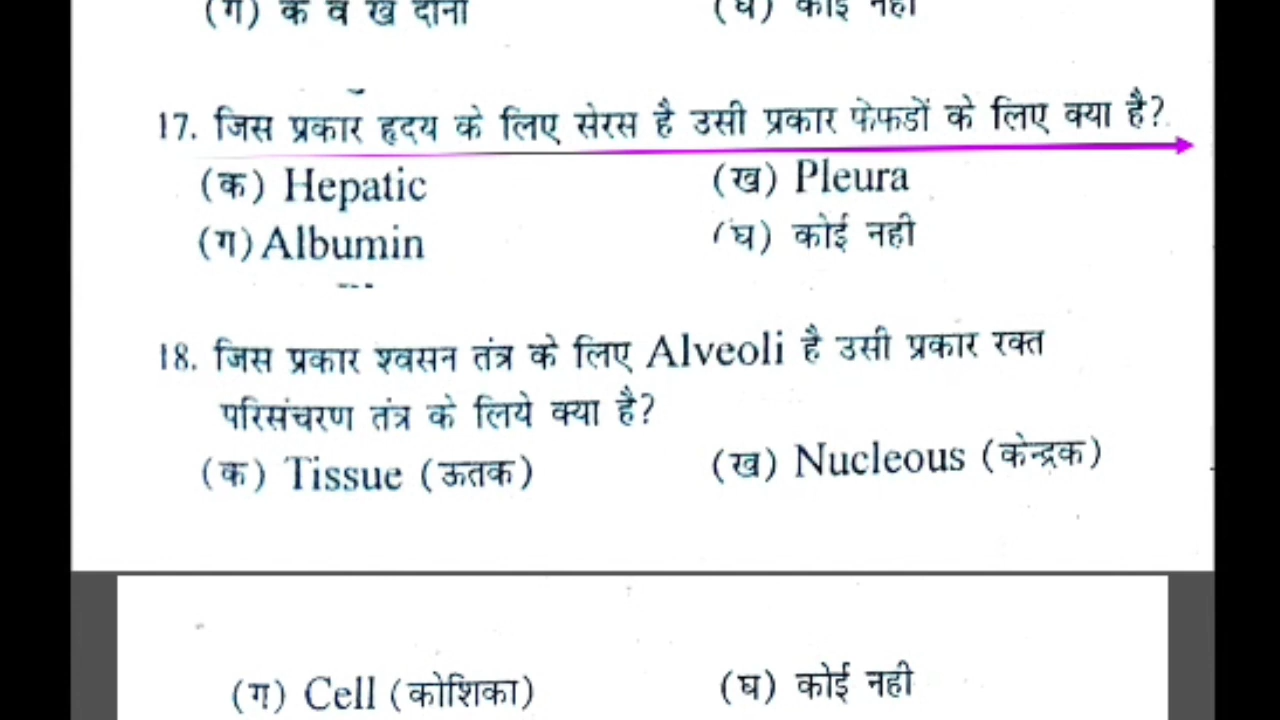 (ग) क व ख दोनों (घ) कोई नही
17. जिस प्रकार हृदय के लिए सेरस है उसी प्रकार फेफडों के लिए क्या है?
(क) Hepatic (ख) Pleura
(ग) Albumin (घ) कोई नही
18. जिस प्रकार श्वसन तंत्र के लिए Alveoli है उसी प्रकार रक्त
परिसंचरण तंत्र के लिये क्या है?
(क) Tissue (ऊतक) (ख) Nucleous (केन्द्रक)
(ग) Cell (कोशिका) (घ) कोई नही